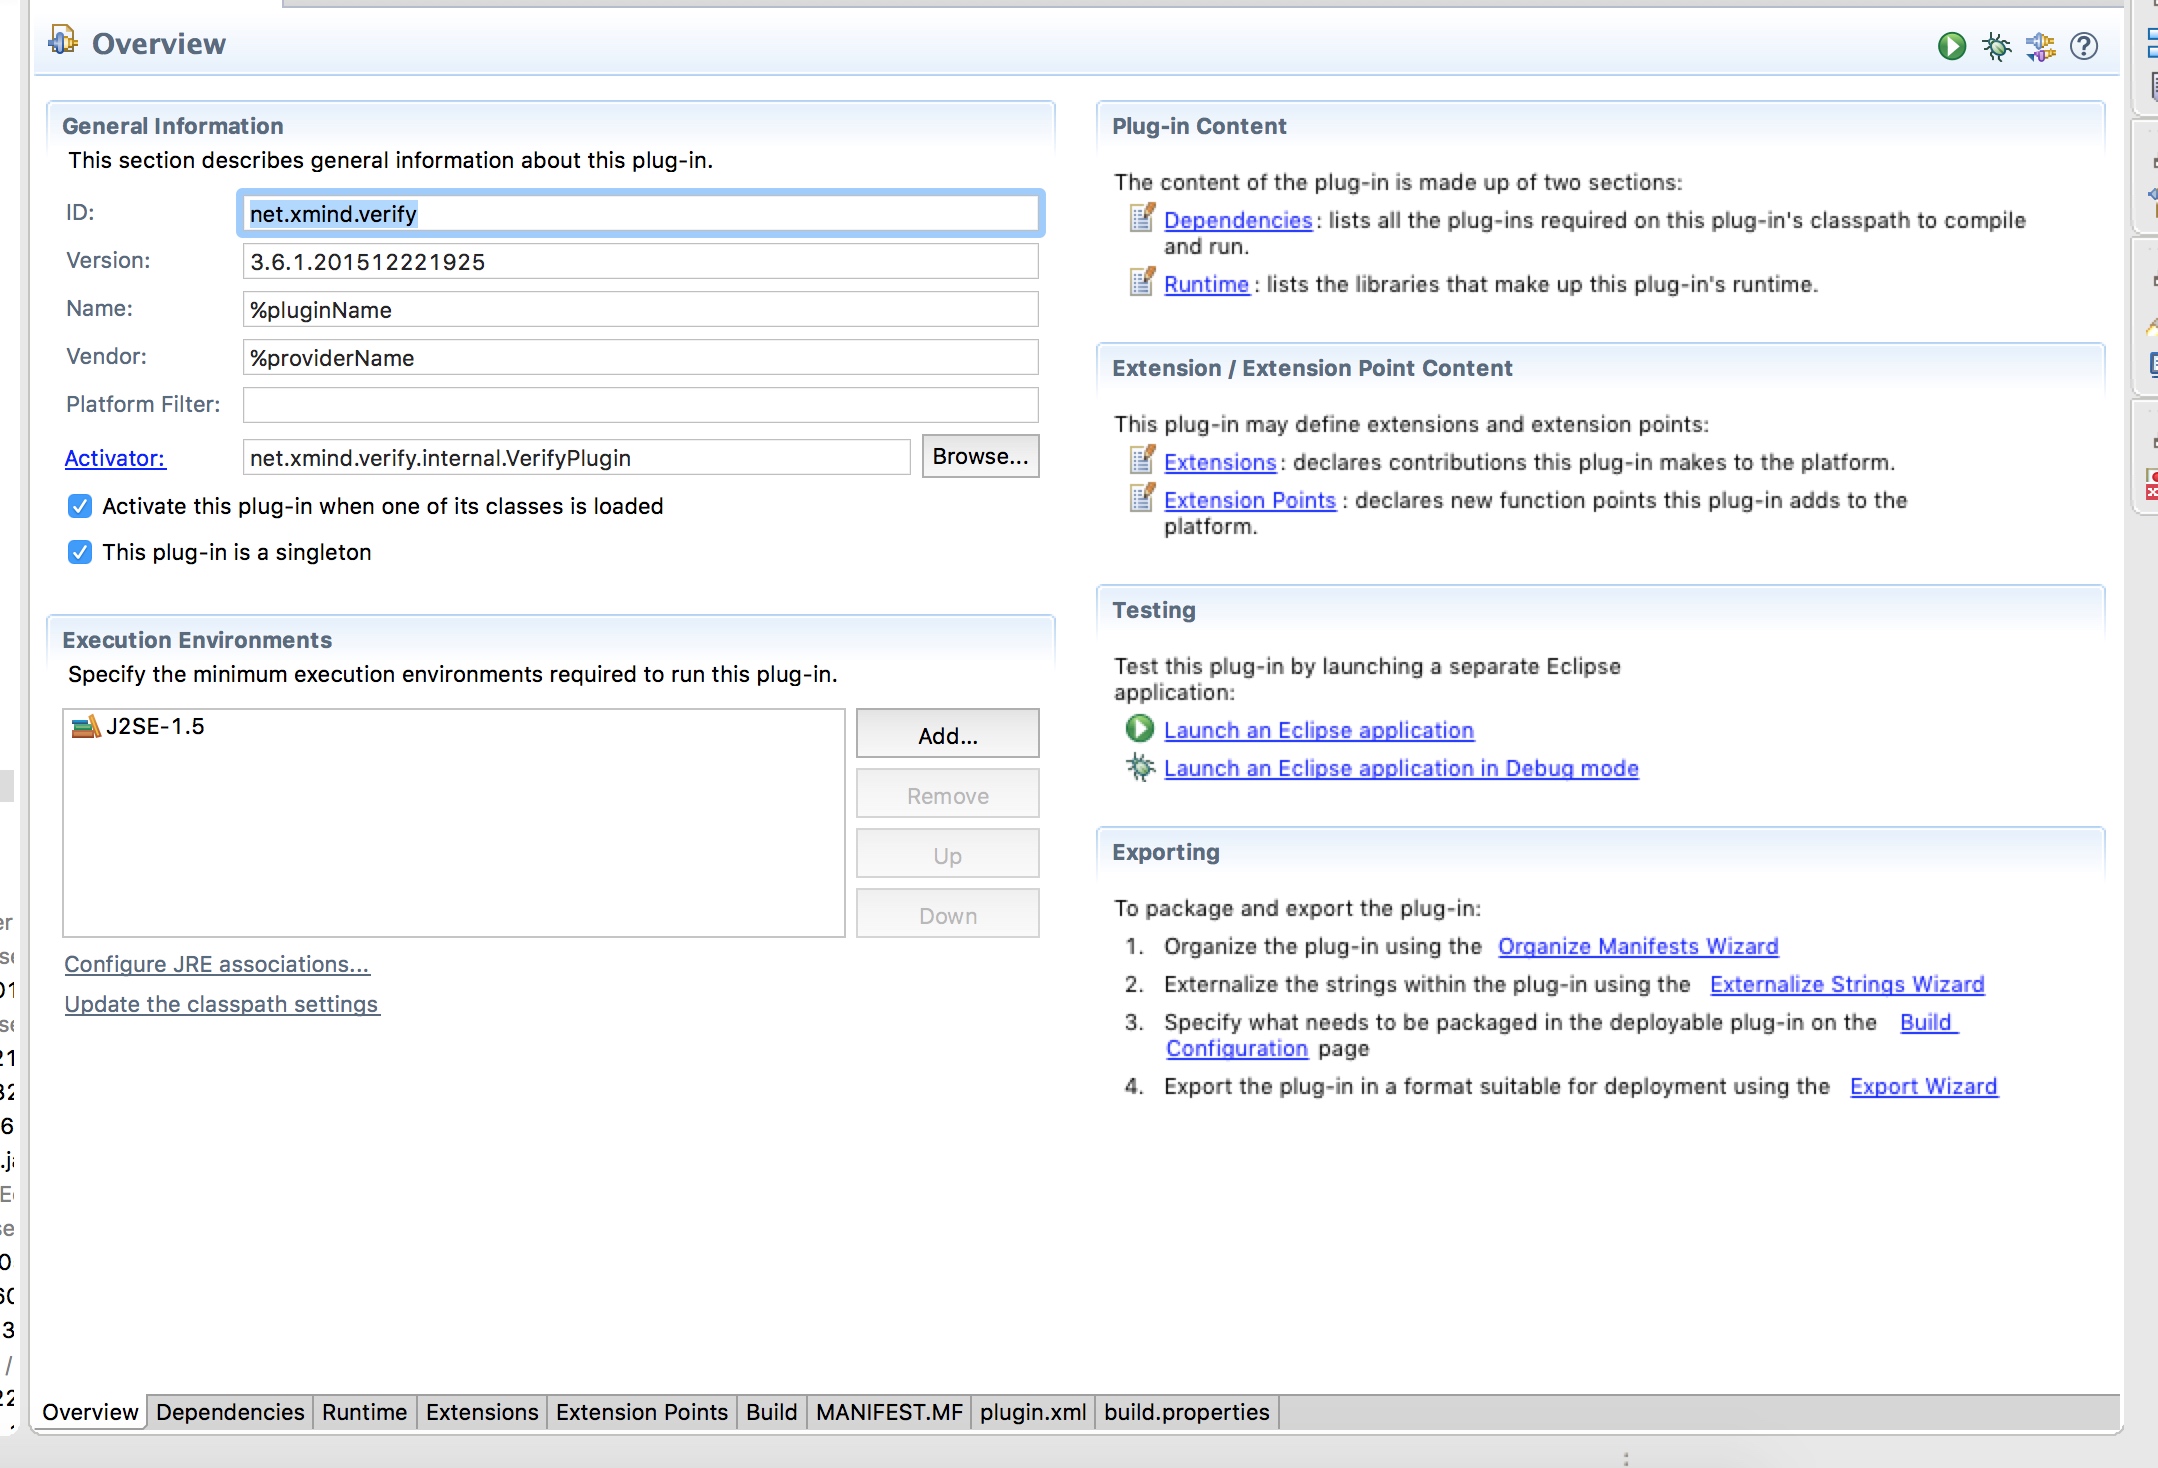 Overview
General Information
This section describes general information about this plug-in.
ID:
net.xmind.verify
Version:
3.6.1.201512221925
Name:
%pluginName
Vendor:
%providerName
Platform Filter:
Activator:
net.xmind.verify.internal.VerifyPlugin
Browse...
Activate this plug-in when one of its classes is loaded
This plug-in is a singleton
Execution Environments
Specify the minimum execution environments required to run this plug-in.
J2SE-1.5
Add...
Remove
Up
Down
Configure JRE associations...
Update the classpath settings
Plug-in Content
The content of the plug-in is made up of two sections:
Dependencies: lists all the plug-ins required on this plug-in's classpath to compile
and run.
Runtime: lists the libraries that make up this plug-in's runtime.
Extension / Extension Point Content
This plug-in may define extensions and extension points:
Extensions: declares contributions this plug-in makes to the platform.
Extension Points: declares new function points this plug-in adds to the
platform.
Testing
Test this plug-in by launching a separate Eclipse
application:
Launch an Eclipse application
Launch an Eclipse application in Debug mode
Exporting
To package and export the plug-in:
1. Organize the plug-in using the Organize Manifests Wizard
2. Externalize the strings within the plug-in using the Externalize Strings Wizard
3. Specify what needs to be packaged in the deployable plug-in on the Build
Configuration page
4. Export the plug-in in a format suitable for deployment using the Export Wizard
Overview Dependencies Runtime Extensions Extension Points Build MANIFEST.MF plugin.xml build.properties